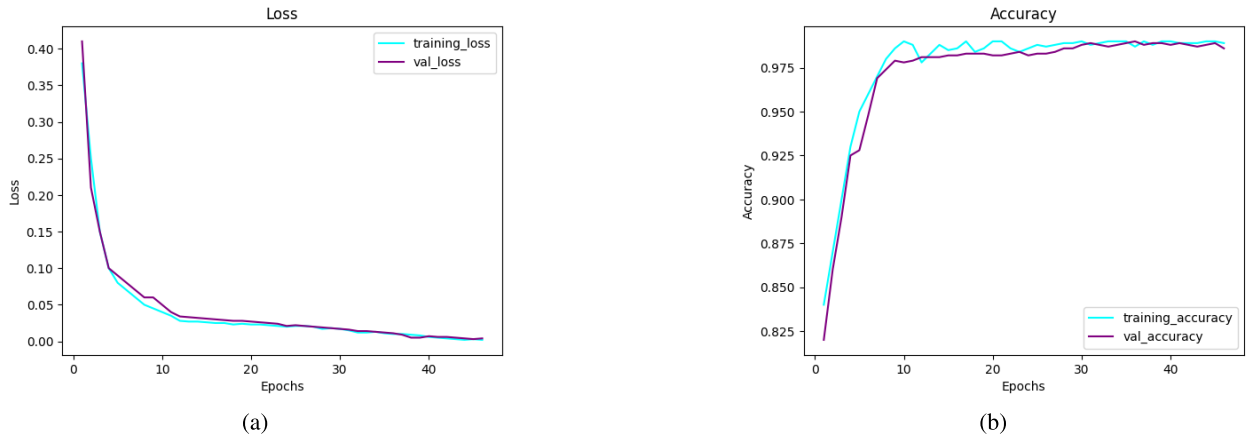 Loss
0.40
0.35
0.30
0.25
0.20
0.15
0.10
0.05
0.00
Loss
training_loss
val_loss
0 10 20 30 40
Epochs
(a)
Accuracy
0.975
0.950
0.925
0.900
0.875
0.850
0.825
Accuracy
training_accuracy
val_accuracy
0 10 20 30 40
Epochs
(b)